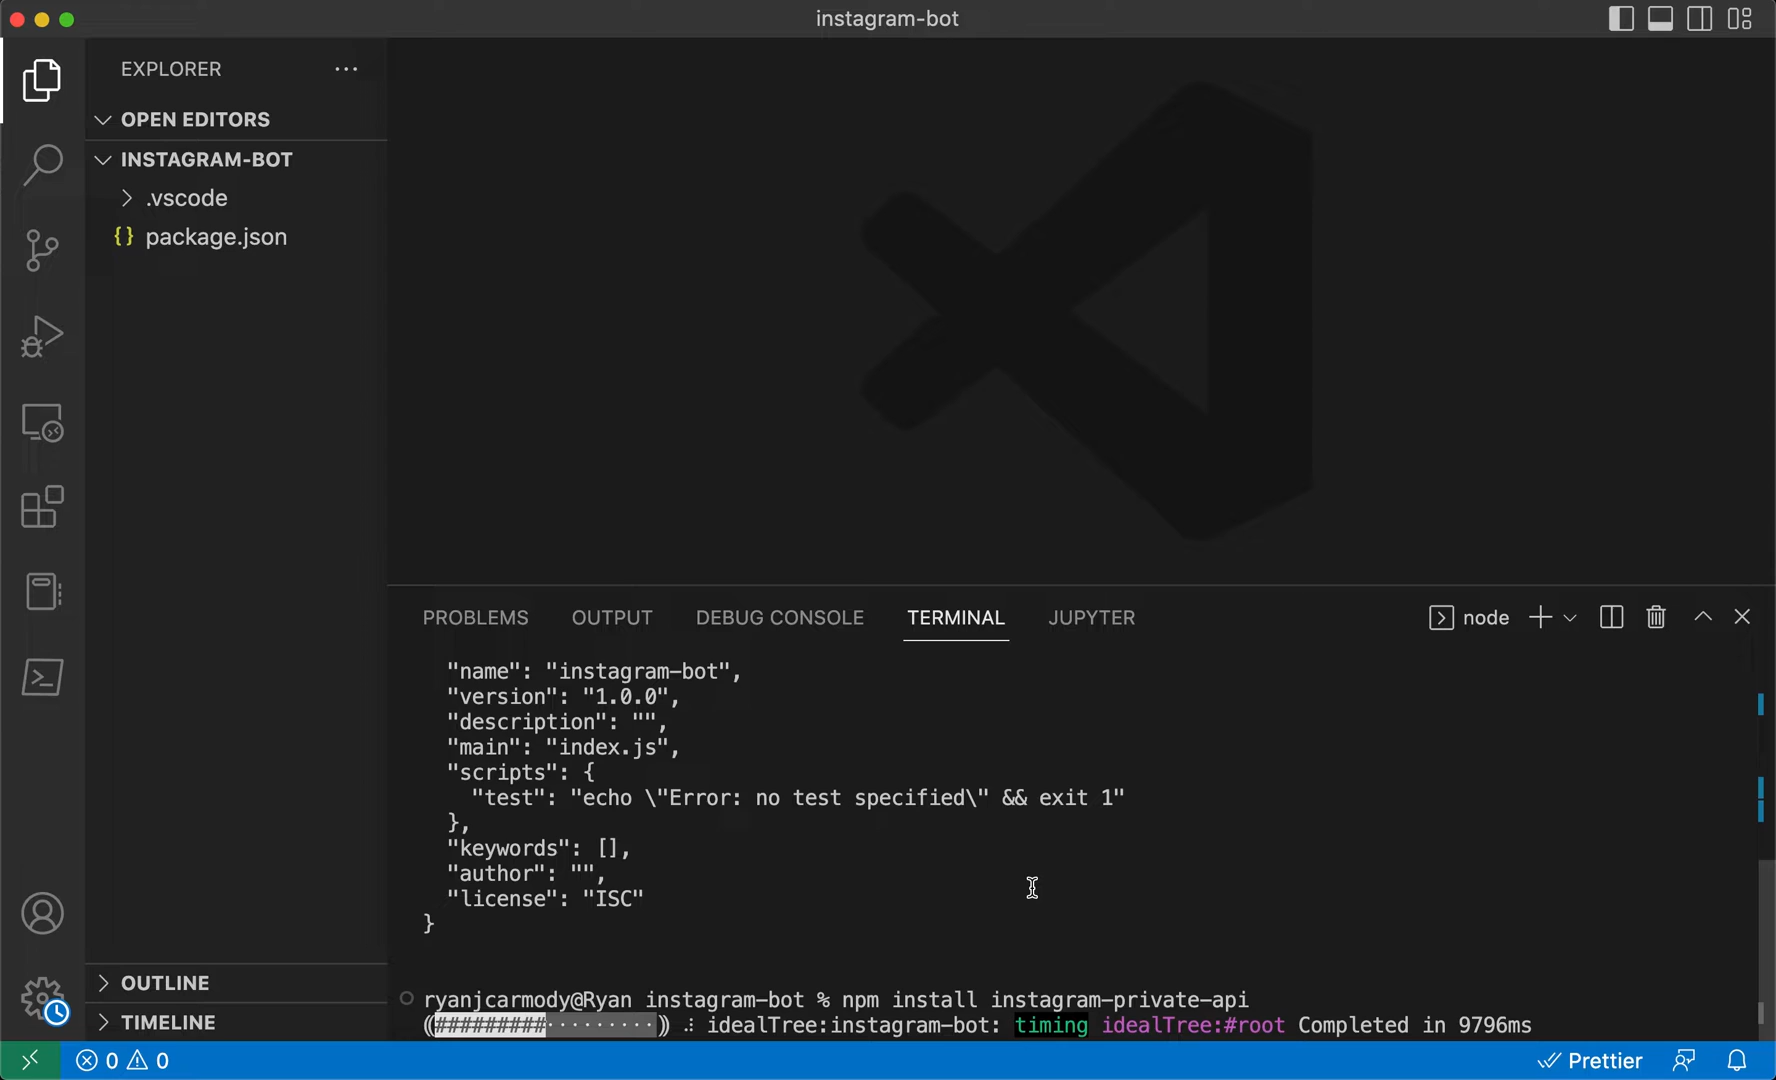 instagram-bot
EXPLORER
OPEN EDITORS
INSTAGRAM-BOT
.vscode
{} package.json
PROBLEMS OUTPUT DEBUG CONSOLE TERMINAL JUPYTER node
"name": "instagram-bot",
"version": "1.0.0",
"description": "",
"main": "index.js",
"scripts": {
"test": "echo \"Error: no test specified\" && exit 1"
},
"keywords": [],
"author": "",
"license": "ISC"
}
ryanjcarmody@Ryan instagram-bot % npm install instagram-private-api
(#########·········) ⠼ idealTree:instagram-bot: timing idealTree:#root Completed in 9796ms
OUTLINE
TIMELINE
0 0 Prettier